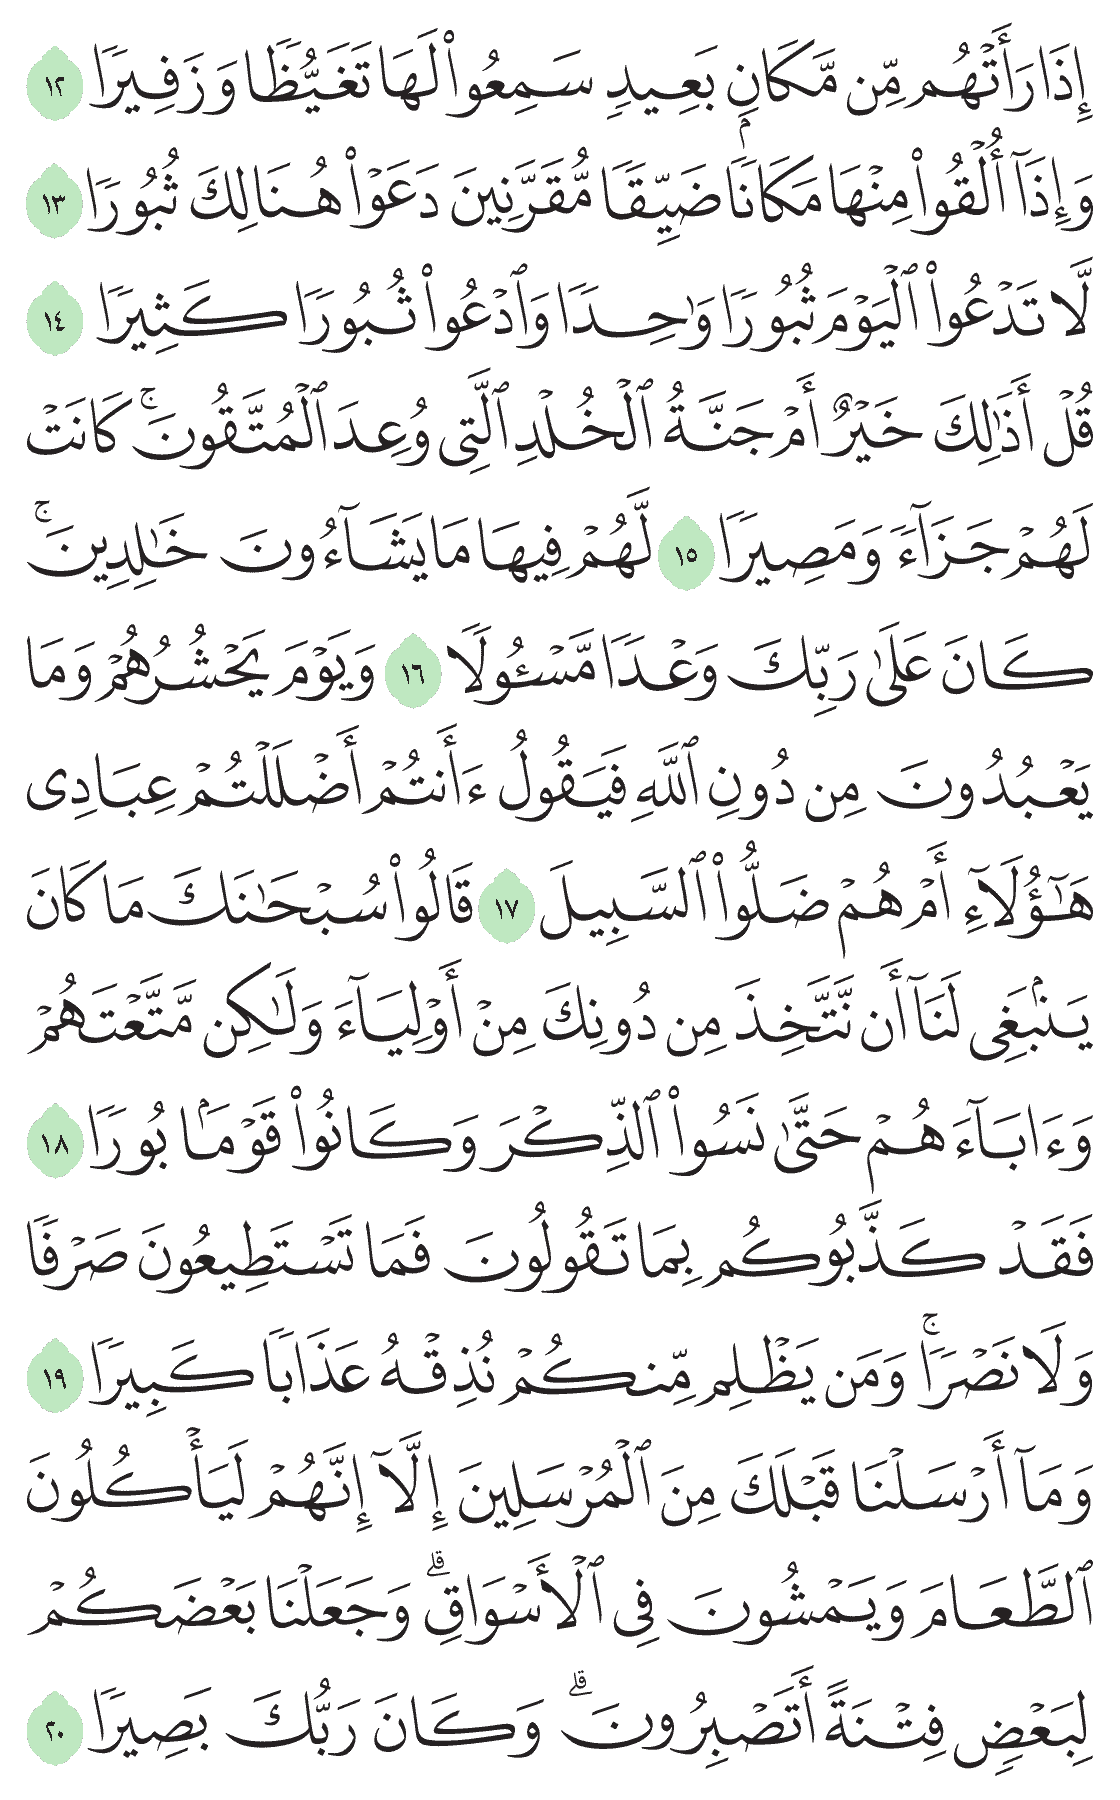 إِذَا رَأَتْهُم مِّن مَّكَانٍۭ بَعِيدٍ سَمِعُوا۟ لَهَا تَغَيُّظًا وَزَفِيرًا ١٢
وَإِذَآ أُلْقُوا۟ مِنْهَا مَكَانًا ضَيِّقًا مُّقَرَّنِينَ دَعَوْا۟ هُنَالِكَ ثُبُورًا ١٣
لَّا تَدْعُوا۟ ٱلْيَوْمَ ثُبُورًا وَٰحِدًا وَٱدْعُوا۟ ثُبُورًا كَثِيرًا ١٤
قُلْ أَذَٰلِكَ خَيْرٌ أَمْ جَنَّةُ ٱلْخُلْدِ ٱلَّتِى وُعِدَ ٱلْمُتَّقُونَ ۚ كَانَتْ
لَهُمْ جَزَآءً وَمَصِيرًا ١٥ لَّهُمْ فِيهَا مَا يَشَآءُونَ خَٰلِدِينَ ۚ
كَانَ عَلَىٰ رَبِّكَ وَعْدًا مَّسْـُٔولًا ١٦ وَيَوْمَ يَحْشُرُهُمْ وَمَا
يَعْبُدُونَ مِن دُونِ ٱللَّهِ فَيَقُولُ ءَأَنتُمْ أَضْلَلْتُمْ عِبَادِى
هَٰٓؤُلَآءِ أَمْ هُمْ ضَلُّوا۟ ٱلسَّبِيلَ ١٧ قَالُوا۟ سُبْحَٰنَكَ مَا كَانَ
يَنۢبَغِى لَنَآ أَن نَّتَّخِذَ مِن دُونِكَ مِنْ أَوْلِيَآءَ وَلَٰكِن مَّتَّعْتَهُمْ
وَءَابَآءَهُمْ حَتَّىٰ نَسُوا۟ ٱلذِّكْرَ وَكَانُوا۟ قَوْمًۢا بُورًا ١٨
فَقَدْ كَذَّبُوكُم بِمَا تَقُولُونَ فَمَا تَسْتَطِيعُونَ صَرْفًا
وَلَا نَصْرًا ۚ وَمَن يَظْلِم مِّنكُمْ نُذِقْهُ عَذَابًا كَبِيرًا ١٩
وَمَآ أَرْسَلْنَا قَبْلَكَ مِنَ ٱلْمُرْسَلِينَ إِلَّآ إِنَّهُمْ لَيَأْكُلُونَ
ٱلطَّعَامَ وَيَمْشُونَ فِى ٱلْأَسْوَاقِ ۗ وَجَعَلْنَا بَعْضَكُمْ
لِبَعْضٍ فِتْنَةً أَتَصْبِرُونَ ۗ وَكَانَ رَبُّكَ بَصِيرًا ٢٠